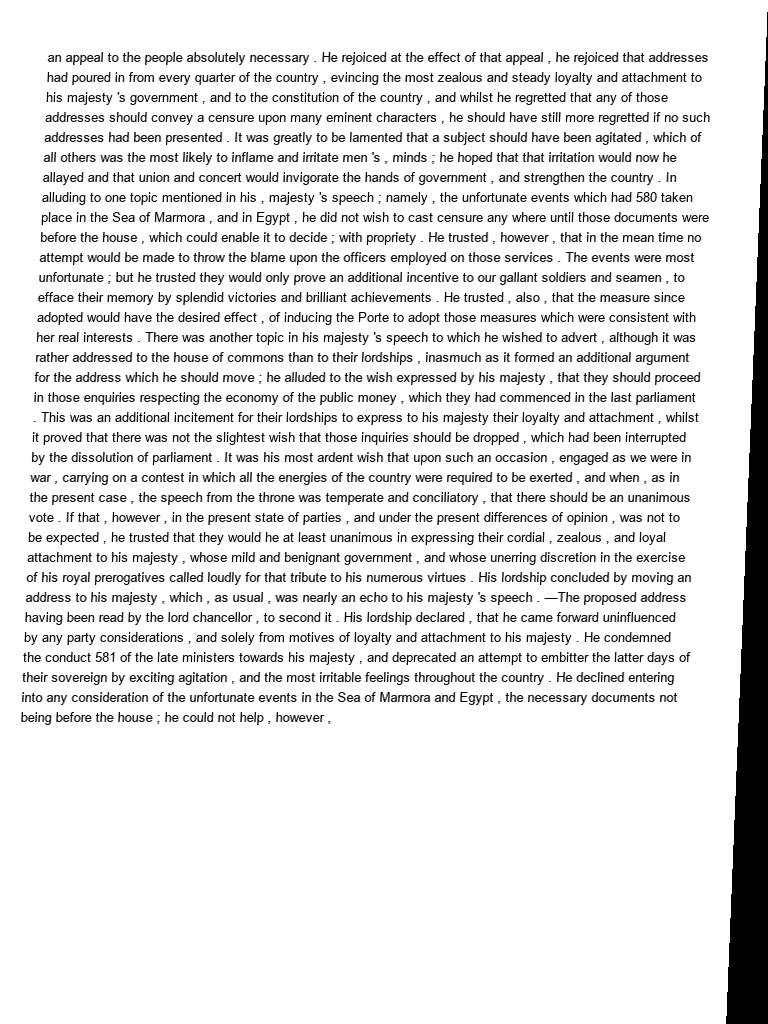 an appeal to the people absolutely necessary . He rejoiced at the effect of that appeal , he rejoiced that addresses
had poured in from every quarter of the country , evincing the most zealous and steady loyalty and attachment to
his majesty 's government , and to the constitution of the country , and whilst he regretted that any of those
addresses should convey a censure upon many eminent characters , he should have still more regretted if no such
addresses had been presented . It was greatly to be lamented that a subject should have been agitated , which of
all others was the most likely to inflame and irritate men 's , minds ; he hoped that that irritation would now he
allayed and that union and concert would invigorate the hands of government , and strengthen the country . In
alluding to one topic mentioned in his , majesty 's speech ; namely , the unfortunate events which had 580 taken
place in the Sea of Marmora , and in Egypt , he did not wish to cast censure any where until those documents were
before the house , which could enable it to decide ; with propriety . He trusted , however , that in the mean time no
attempt would be made to throw the blame upon the officers employed on those services . The events were most
unfortunate ; but he trusted they would only prove an additional incentive to our gallant soldiers and seamen , to
efface their memory by splendid victories and brilliant achievements . He trusted , also , that the measure since
adopted would have the desired effect , of inducing the Porte to adopt those measures which were consistent with
her real interests . There was another topic in his majesty 's speech to which he wished to advert , although it was
rather addressed to the house of commons than to their lordships , inasmuch as it formed an additional argument
for the address which he should move ; he alluded to the wish expressed by his majesty , that they should proceed
in those enquiries respecting the economy of the public money , which they had commenced in the last parliament
. This was an additional incitement for their lordships to express to his majesty their loyalty and attachment , whilst
it proved that there was not the slightest wish that those inquiries should be dropped , which had been interrupted
by the dissolution of parliament . It was his most ardent wish that upon such an occasion , engaged as we were in
war , carrying on a contest in which all the energies of the country were required to be exerted , and when , as in
the present case , the speech from the throne was temperate and conciliatory , that there should be an unanimous
vote . If that , however , in the present state of parties , and under the present differences of opinion , was not to
be expected , he trusted that they would he at least unanimous in expressing their cordial , zealous , and loyal
attachment to his majesty , whose mild and benignant government , and whose unerring discretion in the exercise
of his royal prerogatives called loudly for that tribute to his numerous virtues . His lordship concluded by moving an
address to his majesty , which , as usual , was nearly an echo to his majesty 's speech . —The proposed address
having been read by the lord chancellor , to second it . His lordship declared , that he came forward uninfluenced
by any party considerations , and solely from motives of loyalty and attachment to his majesty . He condemned
the conduct 581 of the late ministers towards his majesty , and deprecated an attempt to embitter the latter days of
their sovereign by exciting agitation , and the most irritable feelings throughout the country . He declined entering
into any consideration of the unfortunate events in the Sea of Marmora and Egypt , the necessary documents not
being before the house ; he could not help , however ,